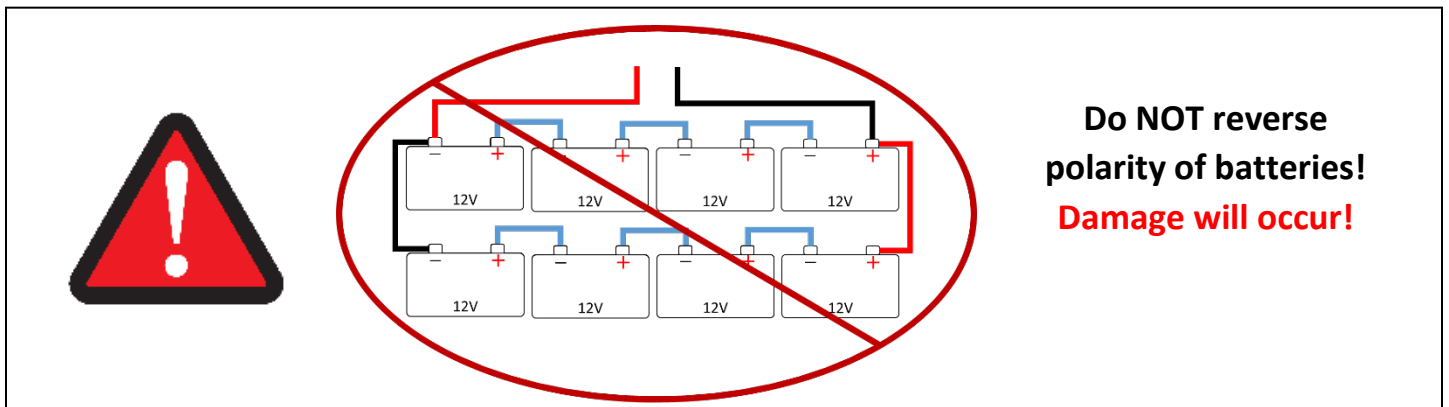 − + − + − + − +
12V 12V 12V 12V
− + − + − + − +
12V 12V 12V 12V
Do NOT reverse
polarity of batteries!
Damage will occur!